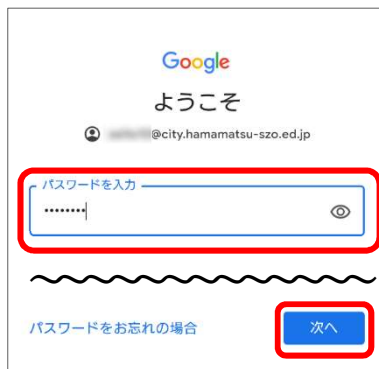 Google
ようこそ
@city.hamamatsu-szo.ed.jp
パスワードを入力
••••••••
パスワードをお忘れの場合
次へ